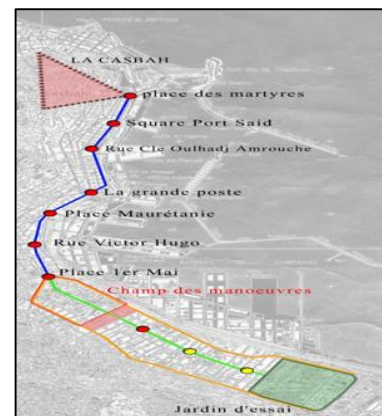 LA CASBAH
place des martyres
Square Port Said
Rue Cle Oulhadj Amrouche
La grande poste
Place Maurétanie
Rue Victor Hugo
Place 1er Mai
Champ des manoeuvres
Jardin d'essai